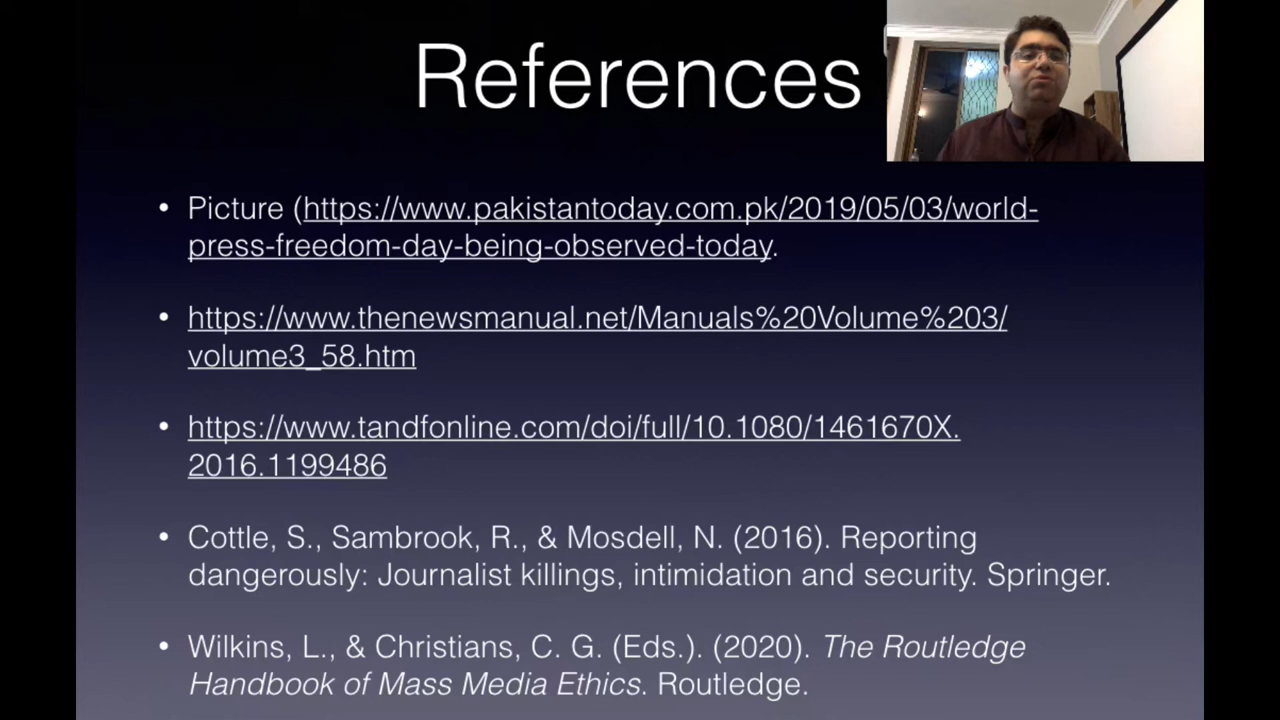 References
• Picture (https://www.pakistantoday.com.pk/2019/05/03/world-
press-freedom-day-being-observed-today.
• https://www.thenewsmanual.net/Manuals%20Volume%203/
volume3_58.htm
• https://www.tandfonline.com/doi/full/10.1080/1461670X.
2016.1199486
• Cottle, S., Sambrook, R., & Mosdell, N. (2016). Reporting
dangerously: Journalist killings, intimidation and security. Springer.
• Wilkins, L., & Christians, C. G. (Eds.). (2020). The Routledge
Handbook of Mass Media Ethics. Routledge.